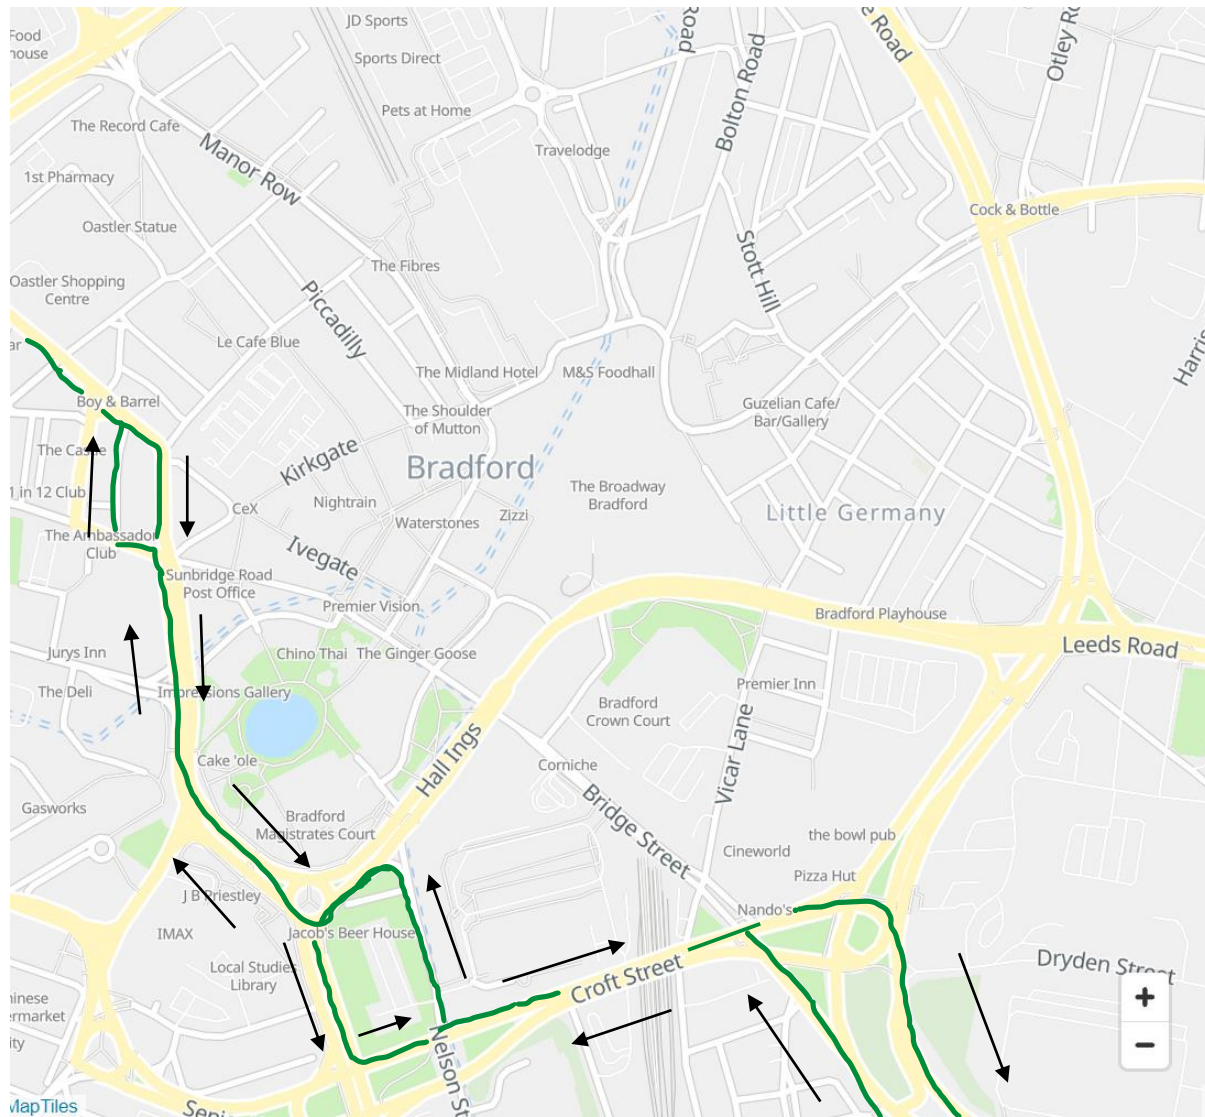 JD Sports
Food
house
Sports Direct
Road
e Road
Otley Ro
Bolton Road
Pets at Home
The Record Cafe
Manor Row
Travelodge
1st Pharmacy
Cock & Bottle
Oastler Statue
Stott Hill
The Fibres
Oastler Shopping
Centre
Piccadilly
Harris
ar
Le Cafe Blue
The Midland Hotel
M&S Foodhall
Boy & Barrel
The Shoulder
of Mutton
Guzelian Cafe/
Bar/Gallery
The Castle
Kirkgate
Bradford
1 in 12 Club
CeX
Nightrain
The Broadway
Bradford
Waterstones
Zizzi
Little Germany
The Ambassador
Club
Ivegate
Sunbridge Road
Post Office
Premier Vision
Bradford Playhouse
Leeds Road
Jurys Inn
Chino Thai
The Ginger Goose
The Deli
Impressions Gallery
Premier Inn
Bradford
Crown Court
Hall Ings
Vicar Lane
Cake 'ole
Corniche
Gasworks
Bradford
Magistrates Court
Bridge Street
the bowl pub
Cineworld
Pizza Hut
J B Priestley
Nando's
IMAX
Jacob's Beer House
Local Studies
Library
Croft Street
Dryden Street
hinese
ermarket
ity
+
−
Nelson St
MapTiles
Seni